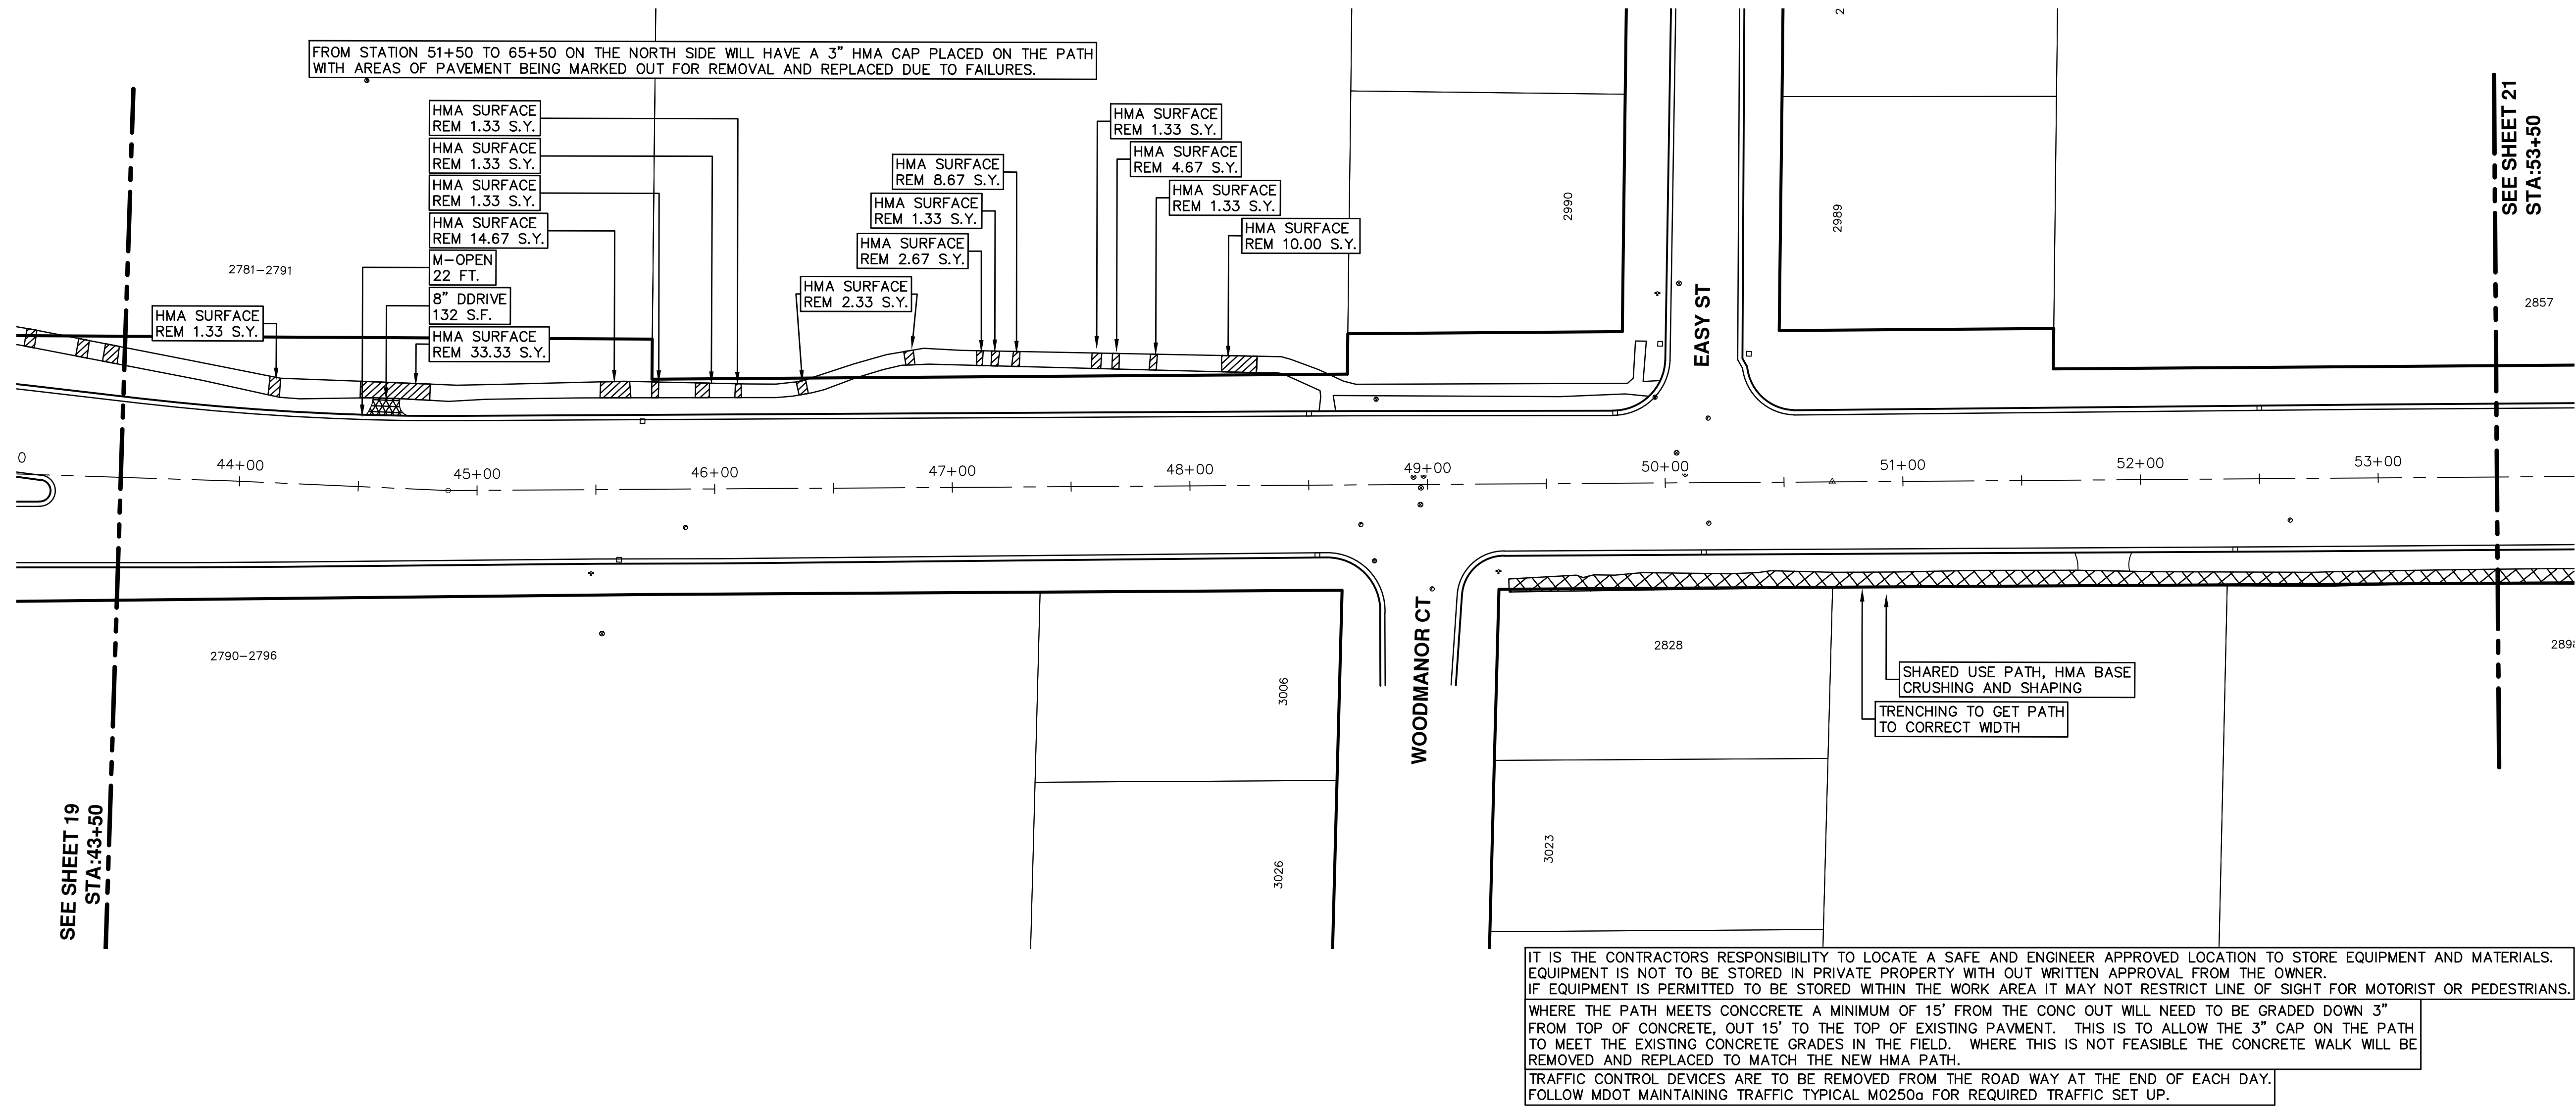 FROM STATION 51+50 TO 65+50 ON THE NORTH SIDE WILL HAVE A 3" HMA CAP PLACED ON THE PATH
WITH AREAS OF PAVEMENT BEING MARKED OUT FOR REMOVAL AND REPLACED DUE TO FAILURES.
HMA SURFACE
REM 1.33 S.Y.
HMA SURFACE
REM 1.33 S.Y.
HMA SURFACE
REM 1.33 S.Y.
HMA SURFACE
REM 14.67 S.Y.
M-OPEN
22 FT.
8" DDRIVE
132 S.F.
HMA SURFACE
REM 33.33 S.Y.
2781-2791
HMA SURFACE
REM 1.33 S.Y.
HMA SURFACE
REM 8.67 S.Y.
HMA SURFACE
REM 1.33 S.Y.
HMA SURFACE
REM 2.67 S.Y.
HMA SURFACE
REM 2.33 S.Y.
HMA SURFACE
REM 1.33 S.Y.
HMA SURFACE
REM 4.67 S.Y.
HMA SURFACE
REM 1.33 S.Y.
HMA SURFACE
REM 10.00 S.Y.
2990
EASY ST
2
2989
SEE SHEET 21
STA:53+50
2857
0
44+00
45+00
46+00
47+00
48+00
49+00
50+00
51+00
52+00
53+00
2790-2796
SEE SHEET 19
STA:43+50
3006
3026
WOODMANOR CT
3023
2828
289
SHARED USE PATH, HMA BASE
CRUSHING AND SHAPING
TRENCHING TO GET PATH
TO CORRECT WIDTH
IT IS THE CONTRACTORS RESPONSIBILITY TO LOCATE A SAFE AND ENGINEER APPROVED LOCATION TO STORE EQUIPMENT AND MATERIALS.
EQUIPMENT IS NOT TO BE STORED IN PRIVATE PROPERTY WITH OUT WRITTEN APPROVAL FROM THE OWNER.
IF EQUIPMENT IS PERMITTED TO BE STORED WITHIN THE WORK AREA IT MAY NOT RESTRICT LINE OF SIGHT FOR MOTORIST OR PEDESTRIANS.
WHERE THE PATH MEETS CONCCRETE A MINIMUM OF 15' FROM THE CONC OUT WILL NEED TO BE GRADED DOWN 3"
FROM TOP OF CONCRETE, OUT 15' TO THE TOP OF EXISTING PAVMENT. THIS IS TO ALLOW THE 3" CAP ON THE PATH
TO MEET THE EXISTING CONCRETE GRADES IN THE FIELD. WHERE THIS IS NOT FEASIBLE THE CONCRETE WALK WILL BE
REMOVED AND REPLACED TO MATCH THE NEW HMA PATH.
TRAFFIC CONTROL DEVICES ARE TO BE REMOVED FROM THE ROAD WAY AT THE END OF EACH DAY.
FOLLOW MDOT MAINTAINING TRAFFIC TYPICAL M0250a FOR REQUIRED TRAFFIC SET UP.